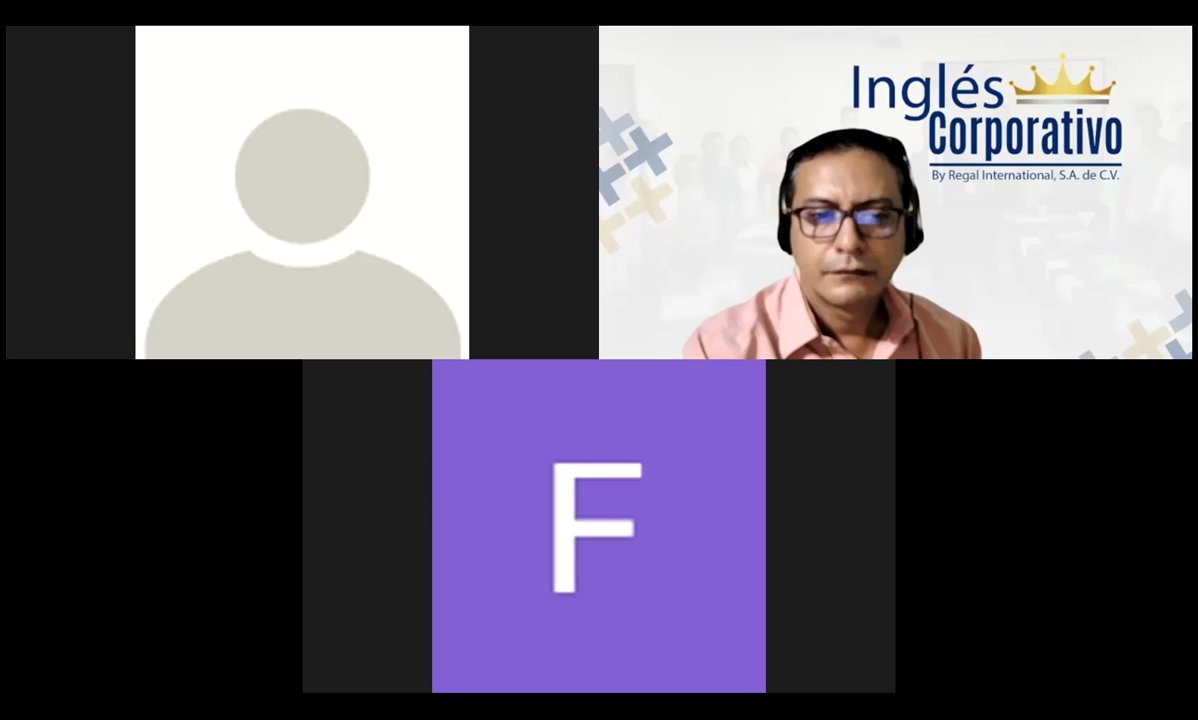 Inglés
Corporativo
By Regal International, S.A. de C.V.
F